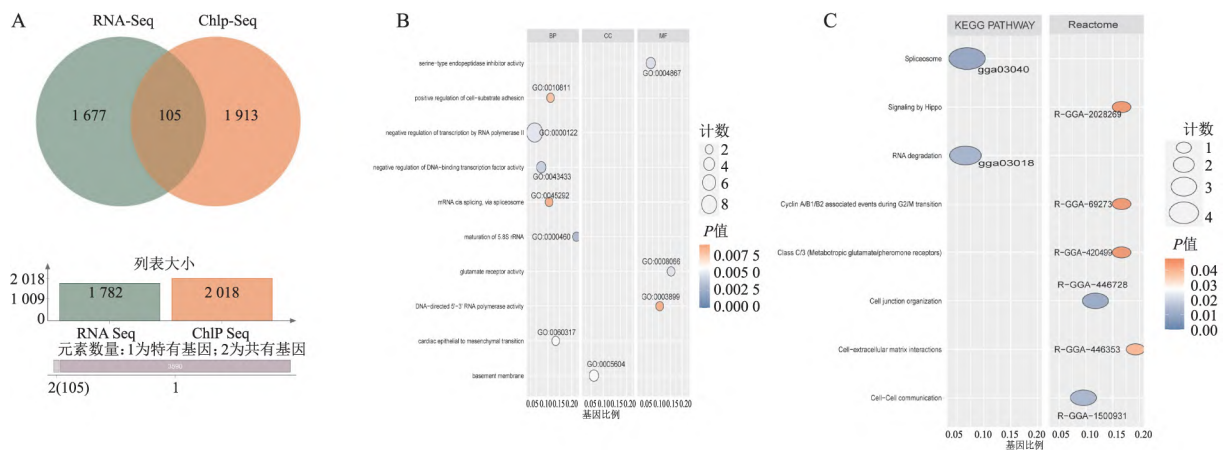 A
RNA-Seq
Chlp-Seq
1 677
105
1 913
列表大小
2 018
1 009
0
1 782
2 018
RNA Seq
ChIP Seq
元素数量:1为特有基因;2为共有基因
3590
2(105)
1
B
BP
CC
MF
serine-type endopeptidase inhibitor activity
GO:0004867
positive regulation of cell-substrate adhesion
GO:0010811
negative regulation of transcription by RNA polymerase II
GO:0000122
negative regulation of DNA-binding transcription factor activity
GO:0043433
mRNA cis splicing, via spliceosome
GO:0045292
maturation of 5.8S rRNA
GO:0000460
glutamate receptor activity
GO:0008066
DNA-directed 5'-3' RNA polymerase activity
GO:0003899
cardiac epithelial to mesenchymal transition
GO:0060317
basement membrane
GO:0005604
0.05 0.10 0.15 0.20
0.05 0.10 0.15 0.20
0.05 0.10 0.15 0.20
基因比例
计数
2
4
6
8
P值
0.007 5
0.005 0
0.002 5
0.000 0
C
KEGG PATHWAY
Reactome
Spliceosome
gga03040
Signaling by Hippo
R-GGA-2028269
RNA degradation
gga03018
Cyclin A/B1/B2 associated events during G2/M transition
R-GGA-69273
Class C/3 (Metabotropic glutamate/pheromone receptors)
R-GGA-420499
R-GGA-446728
Cell junction organization
Cell-extracellular matrix interactions
R-GGA-446353
Cell-Cell communication
R-GGA-1500931
0.05 0.10 0.15 0.20
0.05 0.10 0.15 0.20
基因比例
计数
1
2
3
4
P值
0.04
0.03
0.02
0.01
0.00